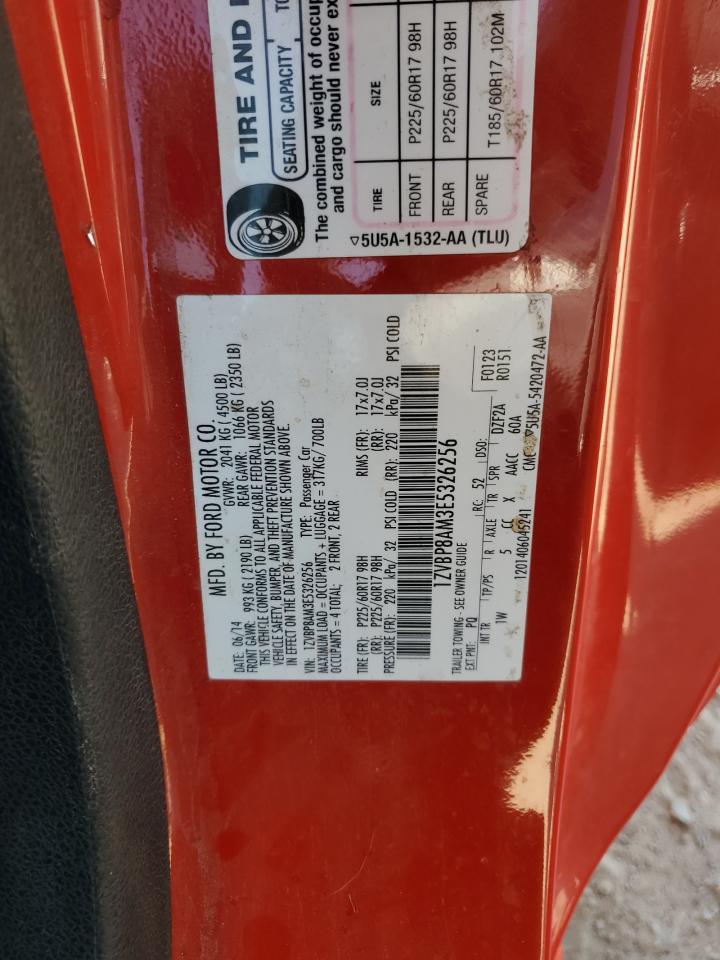 TIRE AND
SEATING CAPACITY TO
The combined weight of occup
and cargo should never ex
TIRE SIZE
FRONT P225/60R17 98H
REAR P225/60R17 98H
SPARE T185/60R17 102M
5U5A-1532-AA (TLU)
MFD. BY FORD MOTOR CO.
DATE: 06/14 GVWR: 2041 KG ( 4500 LB)
FRONT GAWR: 993 KG ( 2190 LB) REAR GAWR: 1066 KG ( 2350 LB)
THIS VEHICLE CONFORMS TO ALL APPLICABLE FEDERAL MOTOR
VEHICLE SAFETY, BUMPER, AND THEFT PREVENTION STANDARDS
IN EFFECT ON THE DATE OF MANUFACTURE SHOWN ABOVE.
VIN: 1ZVBP8AM3E5326256 TYPE: Passenger Car
MAXIMUM LOAD = OCCUPANTS + LUGGAGE = 317KG/700LB
OCCUPANTS = 4 TOTAL; 2 FRONT, 2 REAR
TIRE (FR): P225/60R17 98H RIMS (FR): 17x7.0J
(RR): P225/60R17 98H (RR): 17x7.0J
PRESSURE (FR): 220 kPa/ 32 PSI COLD (RR): 220 kPa/ 32 PSI COLD
1ZVBP8AM3E5326256
TRAILER TOWING - SEE OWNER GUIDE
EXT PNT: PQ RC: 52 DSO: F0123
R0151
INT TR TP/PS R AXLE TR SPR DZF2A
1W 5 CC X AACC 60A
1201406045241 CMC 5U5A-5420472-AA